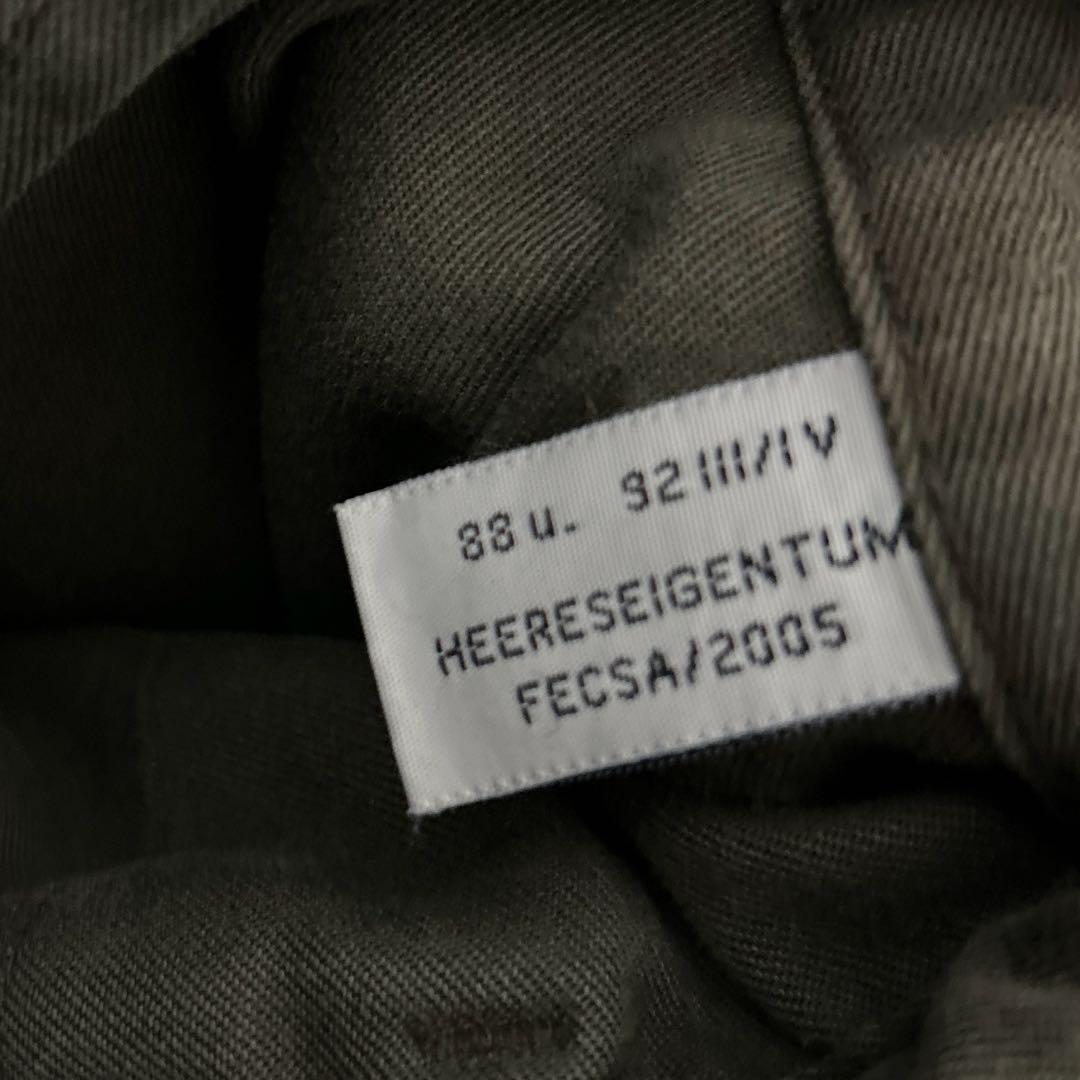 88 u. 92 III/IV
HEERESEIGENTUM
FECSA/2005